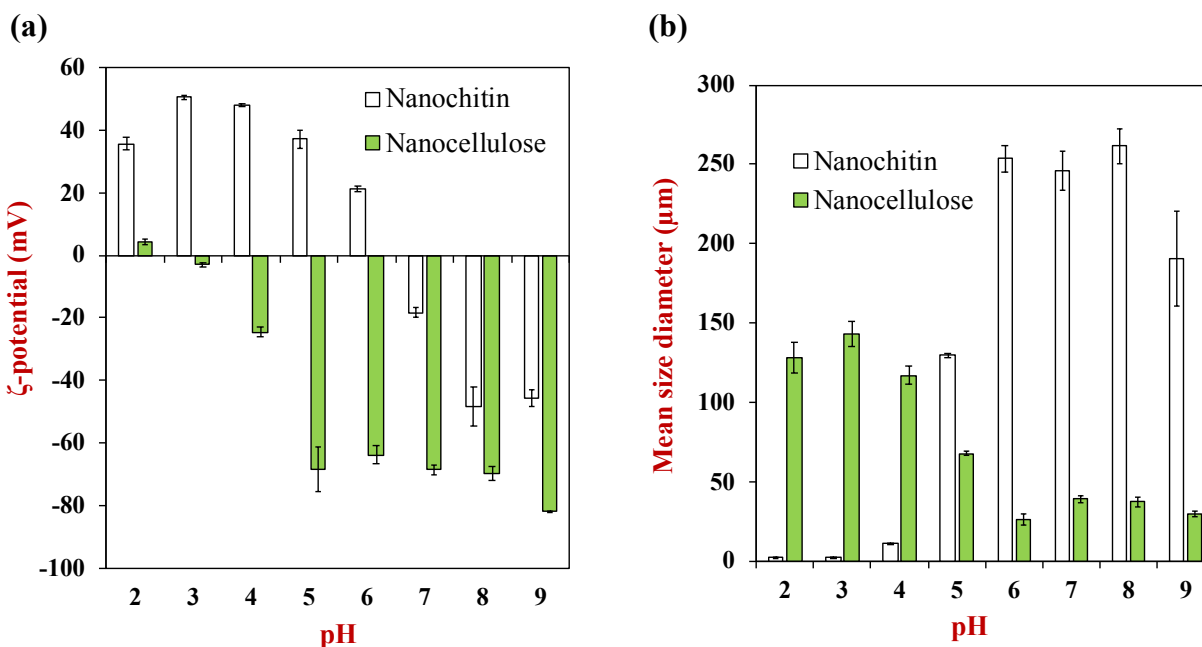 (a)
60
40
20
0
-20
-40
-60
-80
-100
ζ-potential (mV)
Nanochitin
Nanocellulose
2 3 4 5 6 7 8 9
pH
(b)
300
250
200
150
100
50
0
Mean size diameter (µm)
Nanochitin
Nanocellulose
2 3 4 5 6 7 8 9
pH